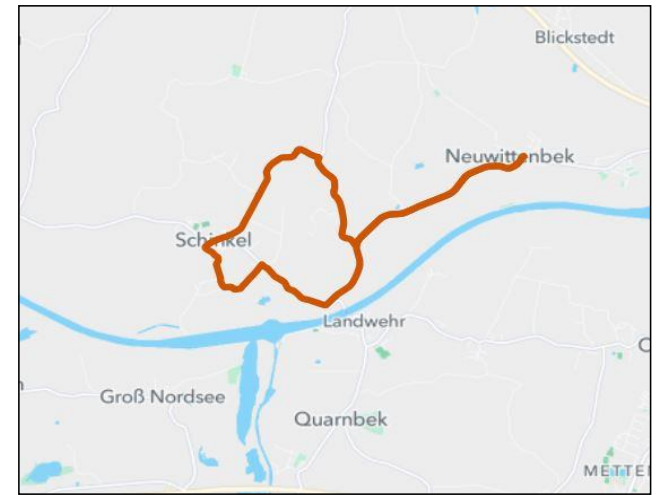 Blickstedt
Neuwittenbek
Schinkel
Landwehr
Groß Nordsee
Quarnbek
METTE